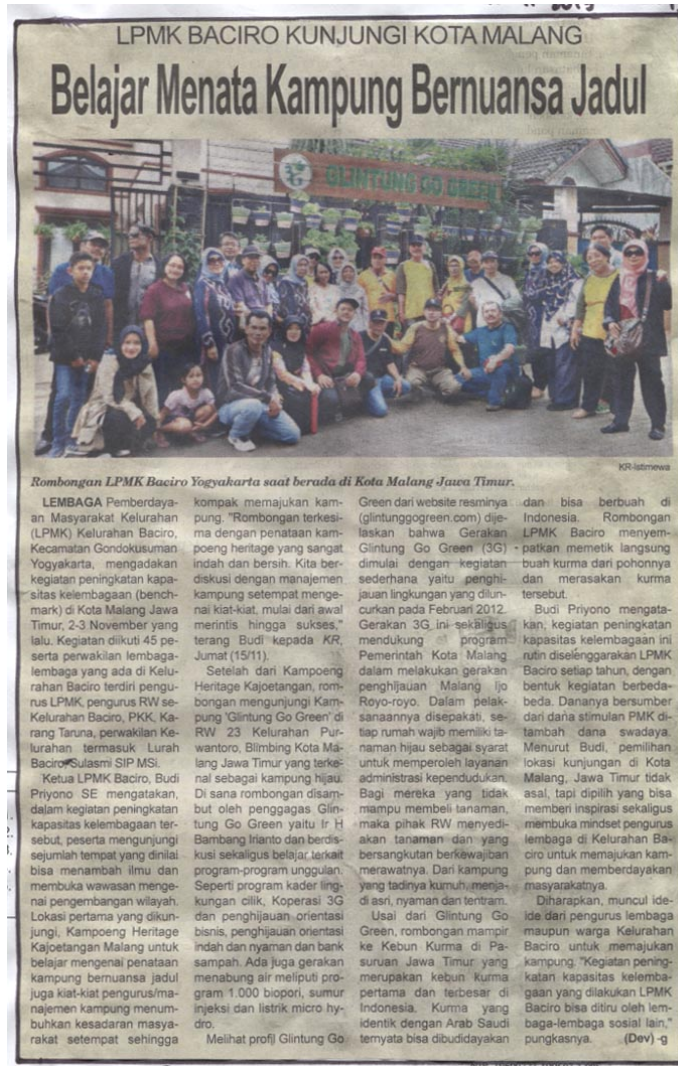 LPMK BACIRO KUNJUNGI KOTA MALANG
Belajar Menata Kampung Bernuansa Jadul
GLINTUNG GO GREEN
KR-Istimewa
Rombongan LPMK Baciro Yogyakarta saat berada di Kota Malang Jawa Timur.
LEMBAGA Pemberdaya-
an Masyarakat Kelurahan
(LPMK) Kelurahan Baciro,
Kecamatan Gondokusuman
Yogyakarta, mengadakan
kegiatan peningkatan kapa-
sitas kelembagaan (bench-
mark) di Kota Malang Jawa
Timur, 2-3 November yang
lalu. Kegiatan diikuti 45 pe-
serta perwakilan lembaga-
lembaga yang ada di Kelu-
rahan Baciro terdiri pengu-
rus LPMK, pengurus RW se-
Kelurahan Baciro, PKK, Ka-
rang Taruna, perwakilan Ke-
lurahan termasuk Lurah
Baciro, Sulasmi SIP MSi.
Ketua LPMK Baciro, Budi
Priyono SE mengatakan,
dalam kegiatan peningkatan
kapasitas kelembagaan ter-
sebut, peserta mengunjungi
sejumlah tempat yang dinilai
bisa menambah ilmu dan
membuka wawasan menge-
nai pengembangan wilayah.
Lokasi pertama yang dikun-
jungi, Kampoeng Heritage
Kajoetangan Malang untuk
belajar mengenai penataan
kampung bernuansa jadul
juga kiat-kiat pengurus/ma-
najemen kampung menum-
buhkan kesadaran masya-
rakat setempat sehingga
kompak memajukan kam-
pung. "Rombongan terkesi-
ma dengan penataan kam-
poeng heritage yang sangat
indah dan bersih. Kita ber-
diskusi dengan manajemen
kampung setempat menge-
nai kiat-kiat, mulai dari awal
merintis hingga sukses,"
terang Budi kepada KR,
Jumat (15/11).
Setelah dari Kampoeng
Heritage Kajoetangan, rom-
bongan mengunjungi Kam-
pung 'Glintung Go Green' di
RW 23 Kelurahan Pur-
wantoro, Blimbing Kota Ma-
lang Jawa Timur yang terke-
nal sebagai kampung hijau.
Di sana rombongan disam-
but oleh penggagas Glin-
tung Go Green yaitu Ir H
Bambang Irianto dan berdis-
kusi sekaligus belajar terkait
program-program unggulan.
Seperti program kader ling-
kungan cilik, Koperasi 3G
dan penghijauan orientasi
bisnis, penghijauan orientasi
indah dan nyaman dan bank
sampah. Ada juga gerakan
menabung air meliputi pro-
gram 1.000 biopori, sumur
injeksi dan listrik micro hy-
dro.
Melihat profil Glintung Go
Green dari website resminya
(glintunggogreen.com) dije-
laskan bahwa Gerakan
Glintung Go Green (3G)
dimulai dengan kegiatan
sederhana yaitu penghi-
jauan lingkungan yang dilun-
curkan pada Februari 2012.
Gerakan 3G ini sekaligus
mendukung program
Pemerintah Kota Malang
dalam melakukan gerakan
penghijauan Malang Ijo
Royo-royo. Dalam pelak-
sanaannya disepakati, se-
tiap rumah wajib memiliki ta-
naman hijau sebagai syarat
untuk memperoleh layanan
administrasi kependudukan.
Bagi mereka yang tidak
mampu membeli tanaman,
maka pihak RW menyedi-
akan tanaman dan yang
bersangkutan berkewajiban
merawatnya. Dari kampung
yang tadinya kumuh, menja-
di asri, nyaman dan tentram.
Usai dari Glintung Go
Green, rombongan mampir
ke Kebun Kurma di Pa-
suruan Jawa Timur yang
merupakan kebun kurma
pertama dan terbesar di
Indonesia. Kurma yang
identik dengan Arab Saudi
ternyata bisa dibudidayakan
dan bisa berbuah di
Indonesia. Rombongan
LPMK Baciro menyem-
patkan memetik langsung
buah kurma dari pohonnya
dan merasakan kurma
tersebut.
Budi Priyono mengata-
kan, kegiatan peningkatan
kapasitas kelembagaan ini
rutin diselenggarakan LPMK
Baciro setiap tahun, dengan
bentuk kegiatan berbeda-
beda. Dananya bersumber
dari dana stimulan PMK di-
tambah dana swadaya.
Menurut Budi, pemilihan
lokasi kunjungan di Kota
Malang, Jawa Timur tidak
asal, tapi dipilih yang bisa
memberi inspirasi sekaligus
membuka mindset pengurus
lembaga di Kelurahan Ba-
ciro untuk memajukan kam-
pung dan memberdayakan
masyarakatnya.
Diharapkan, muncul ide-
ide dari pengurus lembaga
maupun warga Kelurahan
Baciro untuk memajukan
kampung. "Kegiatan pening-
katan kapasitas kelemba-
gaan yang dilakukan LPMK
Baciro bisa ditiru oleh lem-
baga-lembaga sosial lain,"
pungkasnya. (Dev) -g